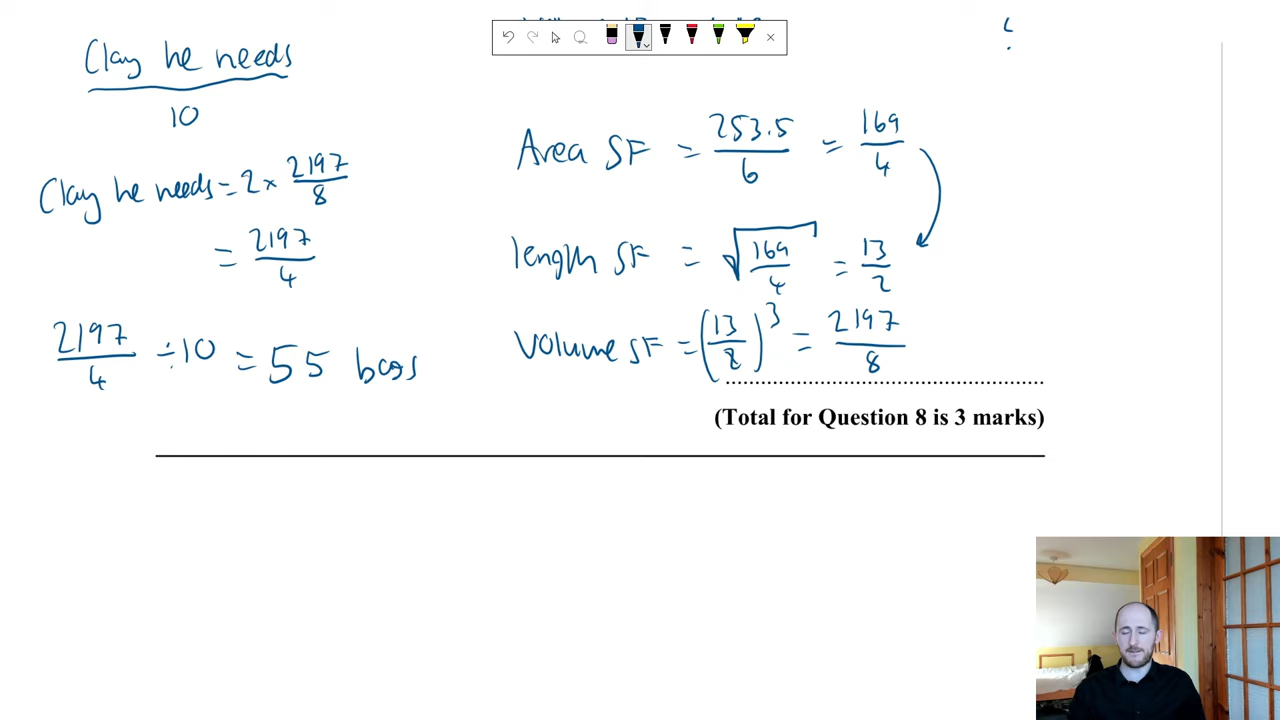 Clay he needs
10
Clay he needs = 2 × 2197/8
= 2197/4
2197/4 ÷ 10 = 55 bags
Area SF = 253.5/6 = 169/4
length SF = √169/4 = 13/2
Volume SF = (13/2)³ = 2197/8
(Total for Question 8 is 3 marks)